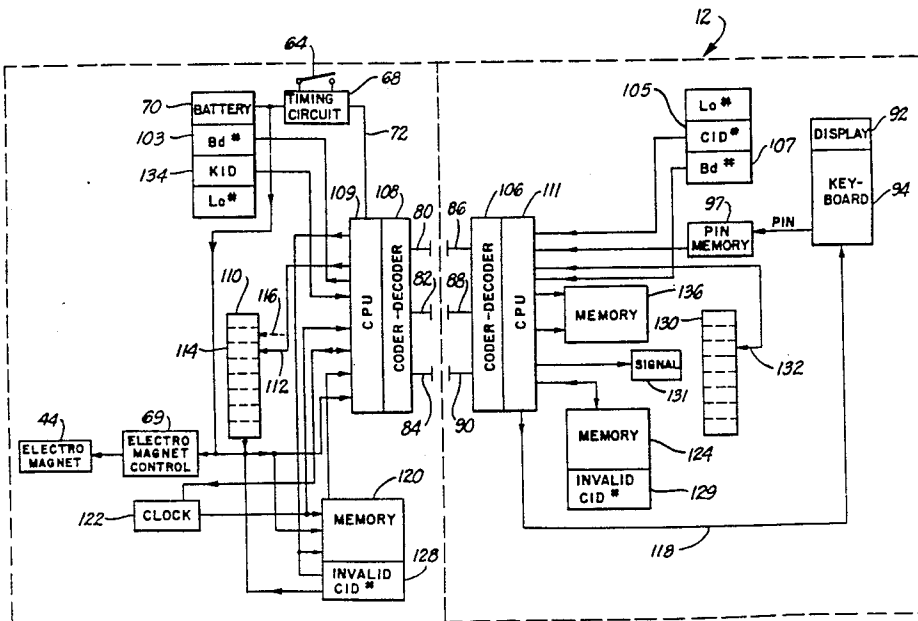 12
64
68
TIMING
CIRCUIT
70
BATTERY
103
Bd#
134
KID
Lo#
72
105
Lo#
CID#
Bd#
107
DISPLAY
92
KEY-
BOARD
94
97
PIN
MEMORY
PIN
109
108
CPU
CODER-DECODER
80
82
84
86
88
90
106
111
CODER-DECODER
CPU
110
114
116
112
136
MEMORY
130
132
SIGNAL
131
MEMORY
124
INVALID
CID#
129
118
44
ELECTRO
MAGNET
69
ELECTRO
MAGNET
CONTROL
122
CLOCK
120
MEMORY
INVALID
CID#
128